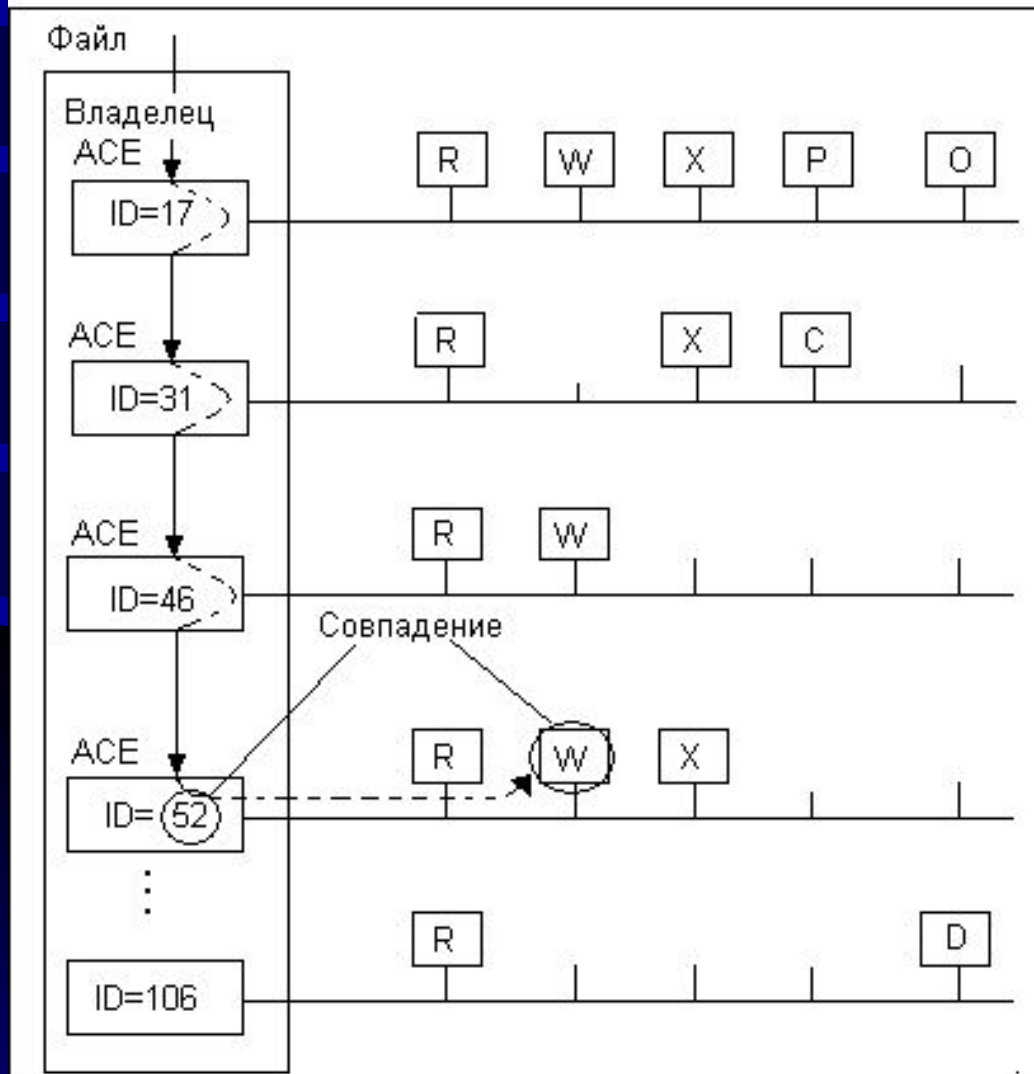 Файл
Владелец
ACE
R W X P O
ID=17
ACE
R X C
ID=31
ACE
R W
ID=46
Совпадение
ACE
R W X
ID= 52
R D
ID=106